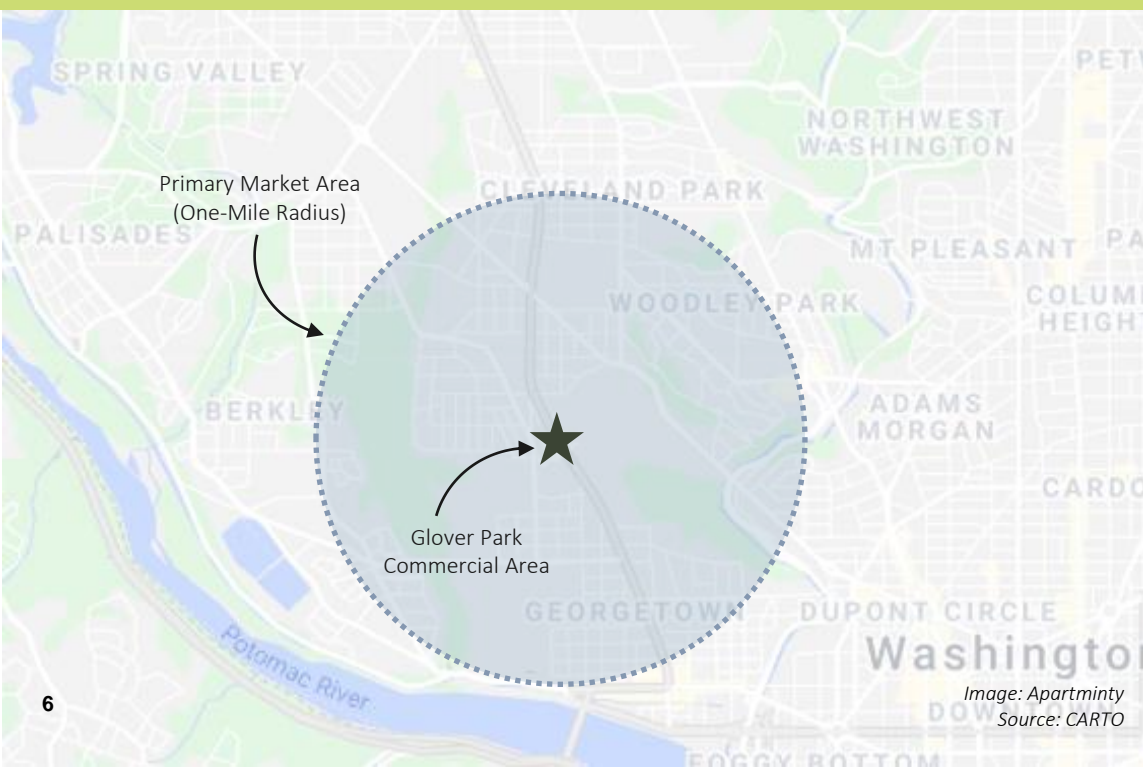 SPRING VALLEY
NORTHWEST
WASHINGTON
Primary Market Area
(One-Mile Radius)
CLEVELAND PARK
PALISADES
MT PLEASANT
WOODLEY PARK
COLUM
HEIGH
BERKLEY
ADAMS
MORGAN
CARDO
Glover Park
Commercial Area
GEORGETOWN
DUPONT CIRCLE
Washingto
Potomac River
6
Image: Apartminty
Source: CARTO
DOWNTOWN
FOGGY BOTTOM